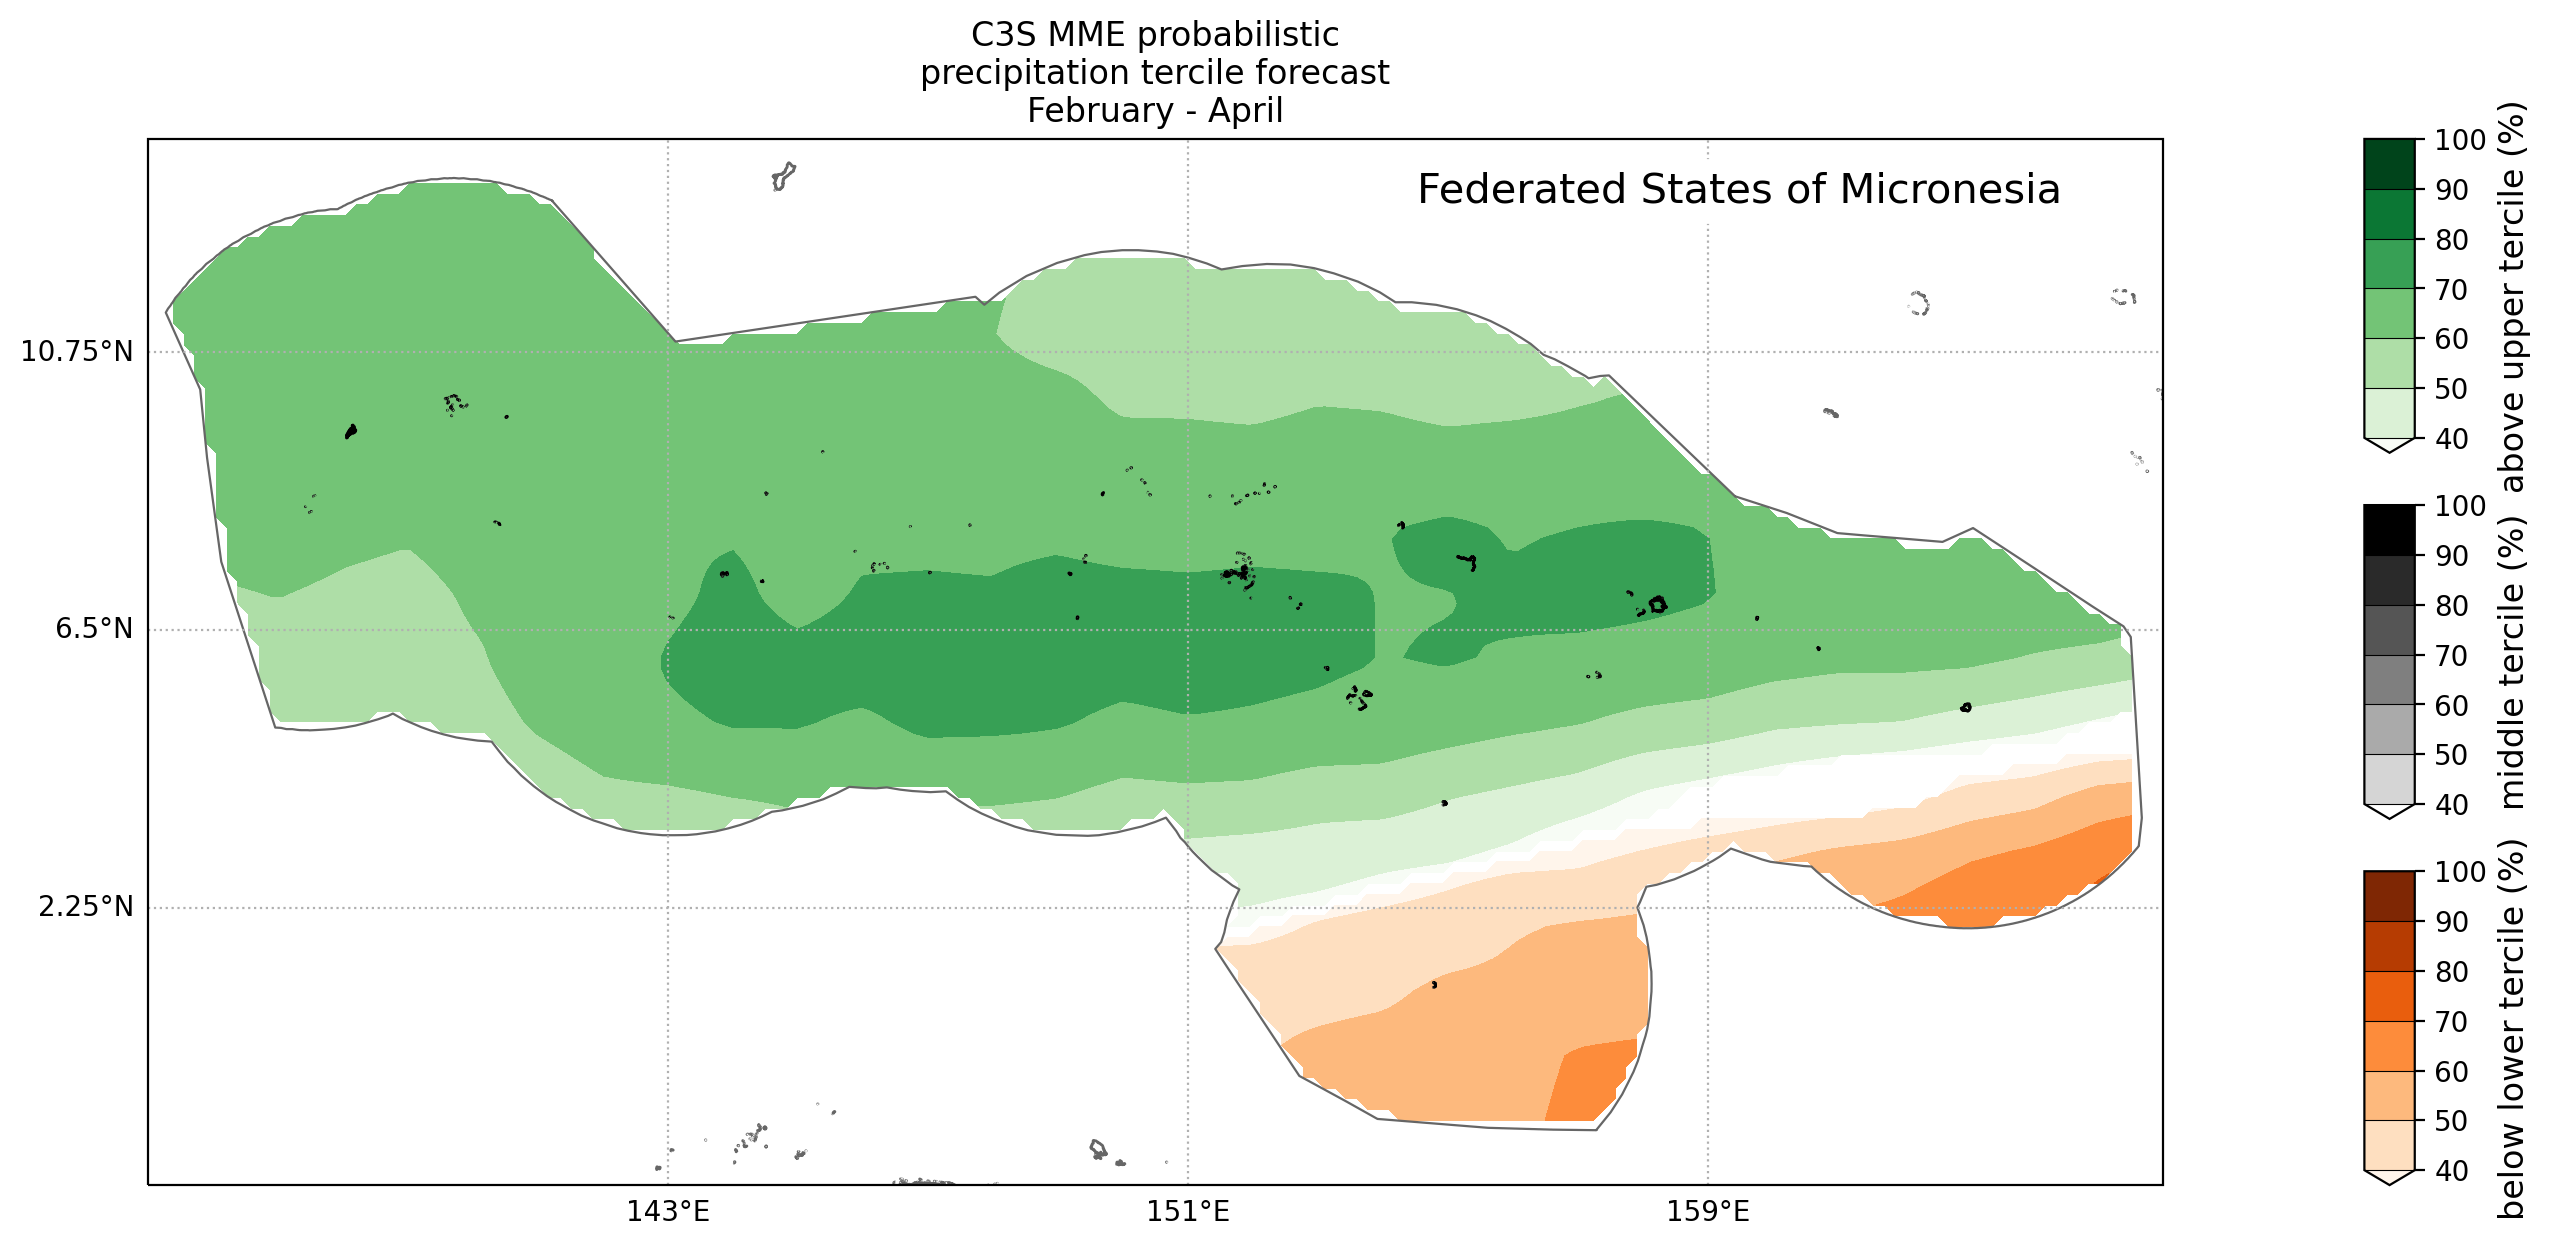 C3S MME probabilistic
precipitation tercile forecast
February - April
Federated States of Micronesia
10.75°N
6.5°N
2.25°N
143°E
151°E
159°E
100
90
80
70
60
50
40
above upper tercile (%)
100
90
80
70
60
50
40
middle tercile (%)
100
90
80
70
60
50
40
below lower tercile (%)